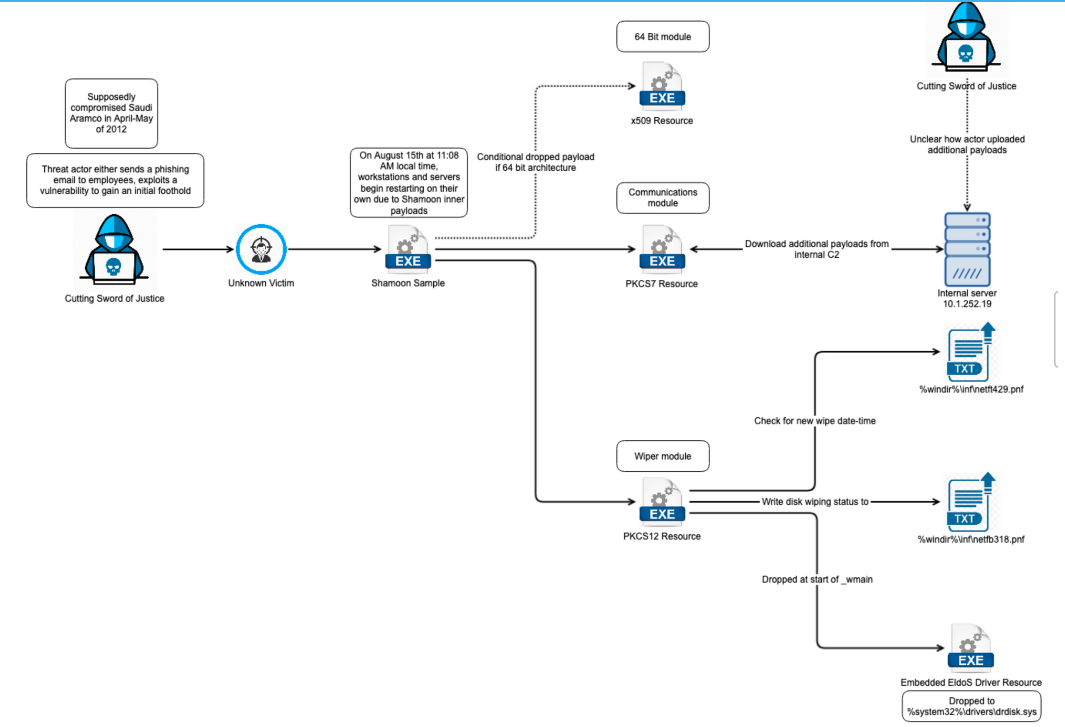 64 Bit module
EXE
x509 Resource
Cutting Sword of Justice
Unclear how actor uploaded
additional payloads
Supposedly
compromised Saudi
Aramco in April-May
of 2012
Threat actor either sends a phishing
email to employees, exploits a
vulnerability to gain an initial foothold
Cutting Sword of Justice
Unknown Victim
On August 15th at 11:08
AM local time,
workstations and servers
begin restarting on their
own due to Shamoon inner
payloads
EXE
Shamoon Sample
Conditional dropped payload
if 64 bit architecture
Communications
module
EXE
PKCS7 Resource
Download additional payloads from
internal C2
Internal server
10.1.252.19
TXT
%windir%\inf\netft429.pnf
Check for new wipe date-time
Wiper module
EXE
PKCS12 Resource
Write disk wiping status to
TXT
%windir%\inf\netfb318.pnf
Dropped at start of _wmain
EXE
Embedded EldoS Driver Resource
Dropped to
%system32%\drivers\drdisk.sys